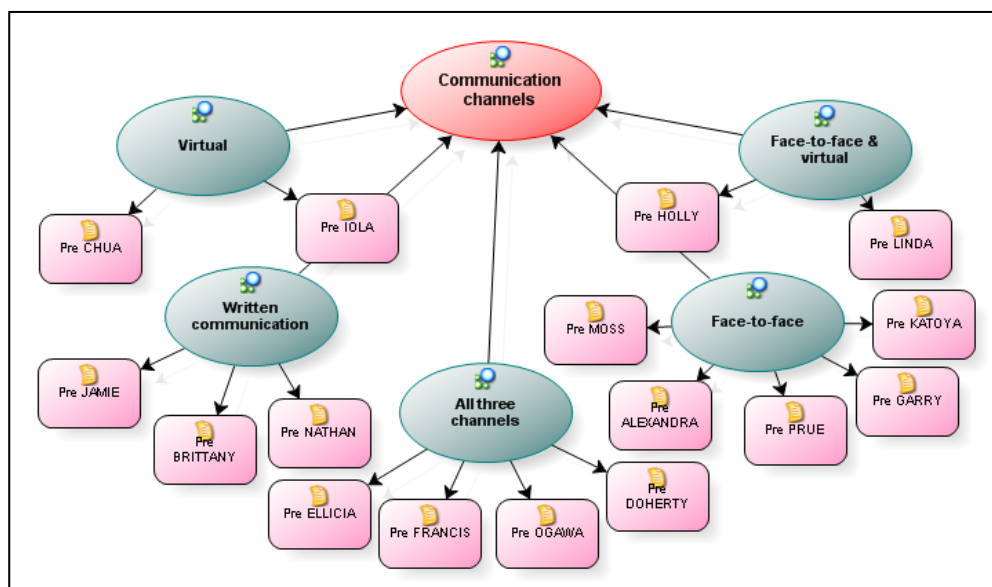 Communication
channels
Virtual
Face-to-face &
virtual
Pre CHUA
Pre IOLA
Pre HOLLY
Pre LINDA
Written
communication
Face-to-face
Pre MOSS
Pre KATOYA
Pre JAMIE
Pre
BRITTANY
Pre NATHAN
All three
channels
Pre
ALEXANDRA
Pre PRUE
Pre GARRY
Pre ELLICIA
Pre FRANCIS
Pre OGAWA
Pre
DOHERTY